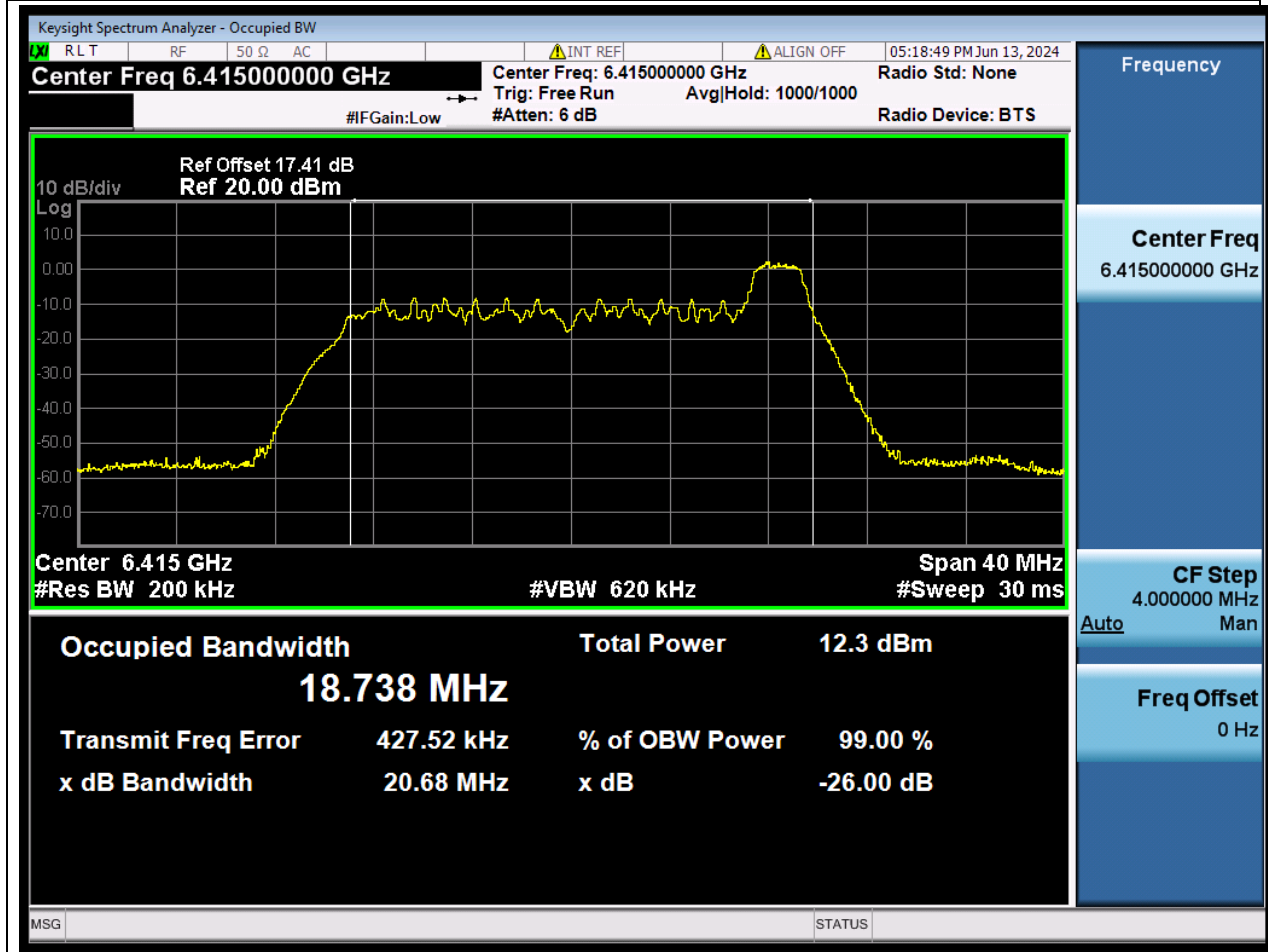 Keysight Spectrum Analyzer - Occupied BW
LXI RLT RF 50 Ω AC INT REF ALIGN OFF 05:18:49 PM Jun 13, 2024
Center Freq 6.415000000 GHz
Center Freq: 6.415000000 GHz
Radio Std: None
Trig: Free Run Avg|Hold: 1000/1000
#IFGain:Low
#Atten: 6 dB
Radio Device: BTS
Ref Offset 17.41 dB
10 dB/div Ref 20.00 dBm
Log
10.0
0.00
-10.0
-20.0
-30.0
-40.0
-50.0
-60.0
-70.0
Center 6.415 GHz Span 40 MHz
#Res BW 200 kHz #VBW 620 kHz #Sweep 30 ms
Occupied Bandwidth Total Power 12.3 dBm
18.738 MHz
Transmit Freq Error 427.52 kHz % of OBW Power 99.00 %
x dB Bandwidth 20.68 MHz x dB -26.00 dB
MSG STATUS
Frequency
Center Freq
6.415000000 GHz
CF Step
4.000000 MHz
Auto Man
Freq Offset
0 Hz